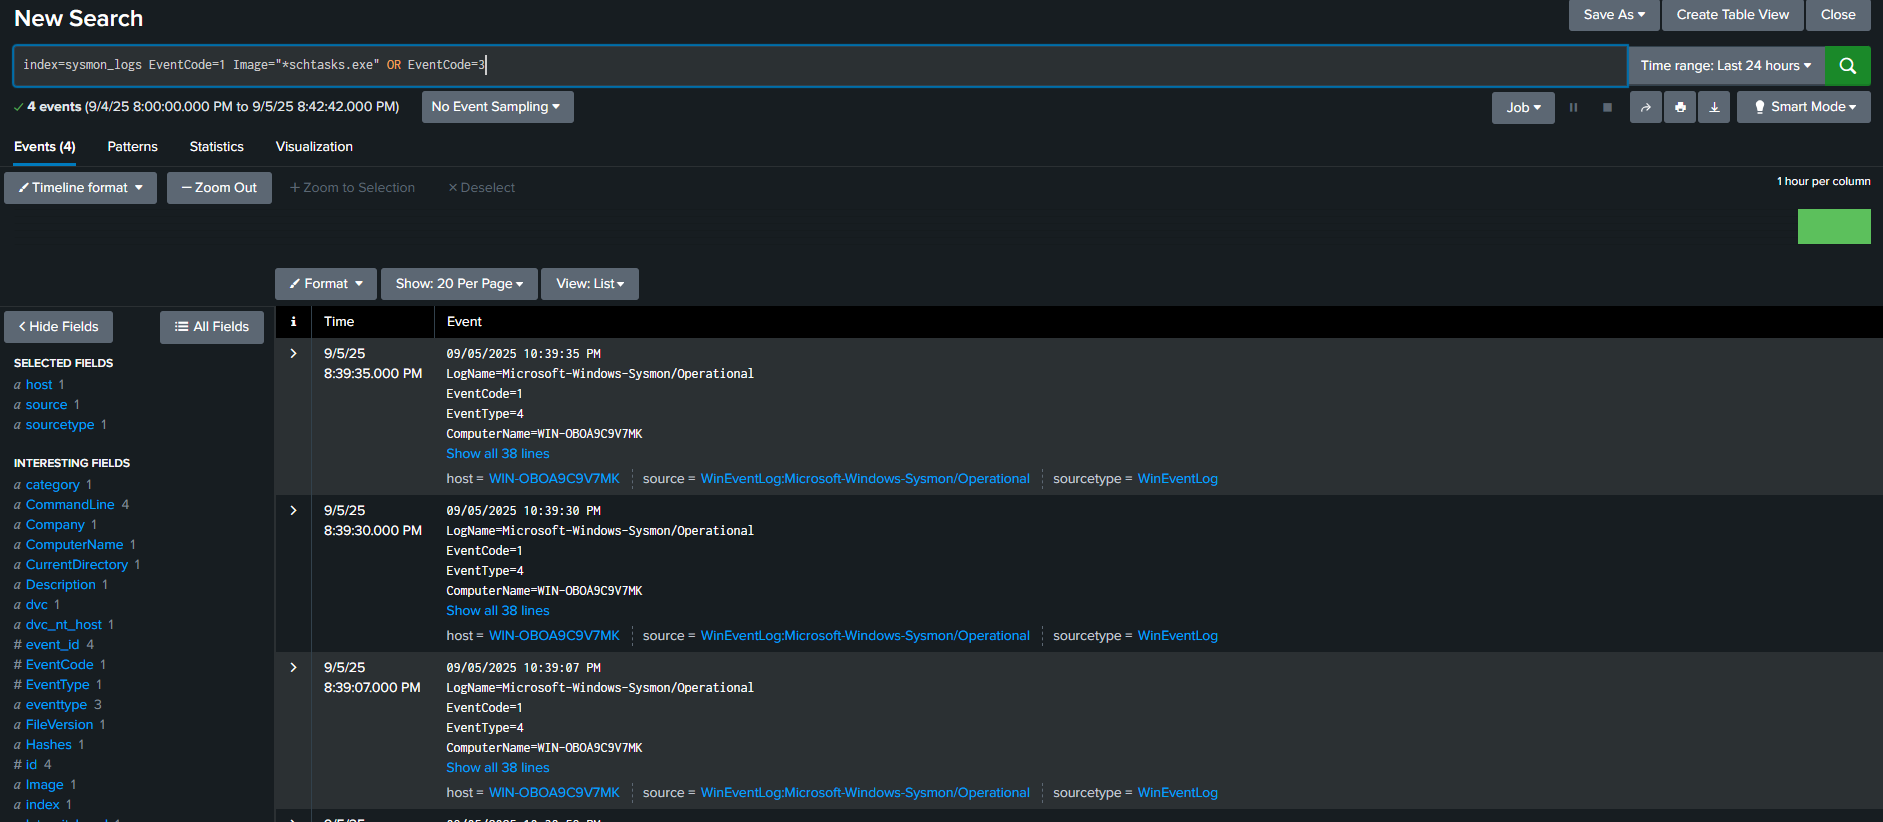 New Search
Save As
Create Table View
Close
index=sysmon_logs EventCode=1 Image="*schtasks.exe" OR EventCode=3
Time range: Last 24 hours
4 events (9/4/25 8:00:00.000 PM to 9/5/25 8:42:42.000 PM)
No Event Sampling
Job
Smart Mode
Events (4)
Patterns
Statistics
Visualization
Timeline format
Zoom Out
+ Zoom to Selection
× Deselect
1 hour per column
Format
Show: 20 Per Page
View: List
Hide Fields
All Fields
i
Time
Event
SELECTED FIELDS
a host 1
a source 1
a sourcetype 1
INTERESTING FIELDS
a category 1
a CommandLine 4
a Company 1
a ComputerName 1
a CurrentDirectory 1
a Description 1
a dvc 1
a dvc_nt_host 1
# event_id 4
# EventCode 1
# EventType 1
a eventtype 3
a FileVersion 1
a Hashes 1
# id 4
a Image 1
a index 1
9/5/25
8:39:35.000 PM
09/05/2025 10:39:35 PM
LogName=Microsoft-Windows-Sysmon/Operational
EventCode=1
EventType=4
ComputerName=WIN-OBOA9C9V7MK
Show all 38 lines
host = WIN-OBOA9C9V7MK
source = WinEventLog:Microsoft-Windows-Sysmon/Operational
sourcetype = WinEventLog
9/5/25
8:39:30.000 PM
09/05/2025 10:39:30 PM
LogName=Microsoft-Windows-Sysmon/Operational
EventCode=1
EventType=4
ComputerName=WIN-OBOA9C9V7MK
Show all 38 lines
host = WIN-OBOA9C9V7MK
source = WinEventLog:Microsoft-Windows-Sysmon/Operational
sourcetype = WinEventLog
9/5/25
8:39:07.000 PM
09/05/2025 10:39:07 PM
LogName=Microsoft-Windows-Sysmon/Operational
EventCode=1
EventType=4
ComputerName=WIN-OBOA9C9V7MK
Show all 38 lines
host = WIN-OBOA9C9V7MK
source = WinEventLog:Microsoft-Windows-Sysmon/Operational
sourcetype = WinEventLog